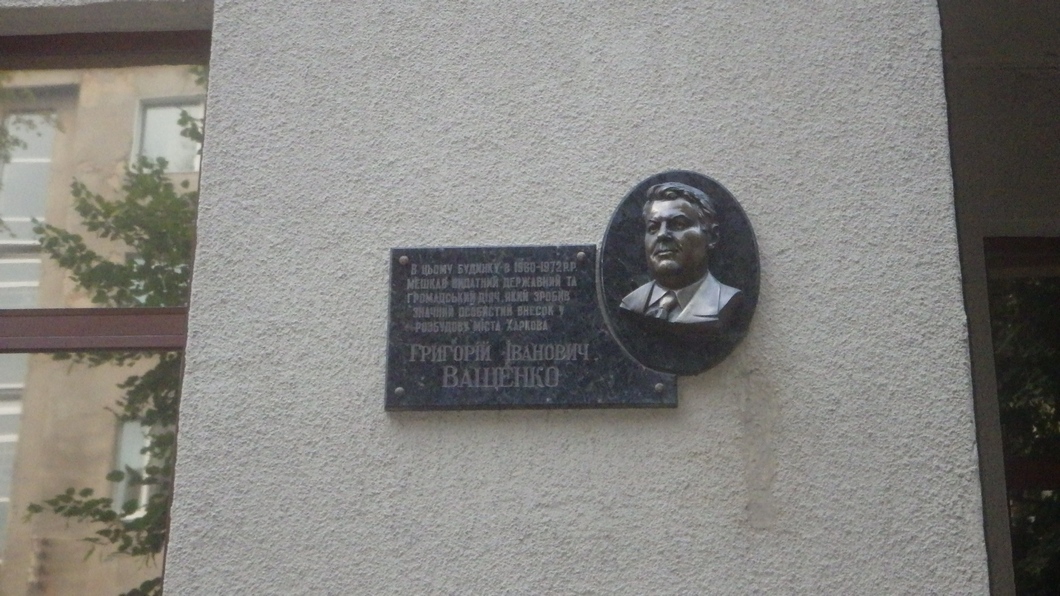 В ЦЬОМУ БУДИНКУ В 1960-1972 Р.Р.
МЕШКАВ ВИДАТНИЙ ДЕРЖАВНИЙ ТА
ГРОМАДСЬКИЙ ДІЯЧ, ЯКИЙ ЗРОБИВ
ЗНАЧНИЙ ОСОБИСТИЙ ВНЕСОК У
РОЗБУДОВУ МІСТА ХАРКОВА
ГРИГОРІЙ ІВАНОВИЧ
ВАЩЕНКО